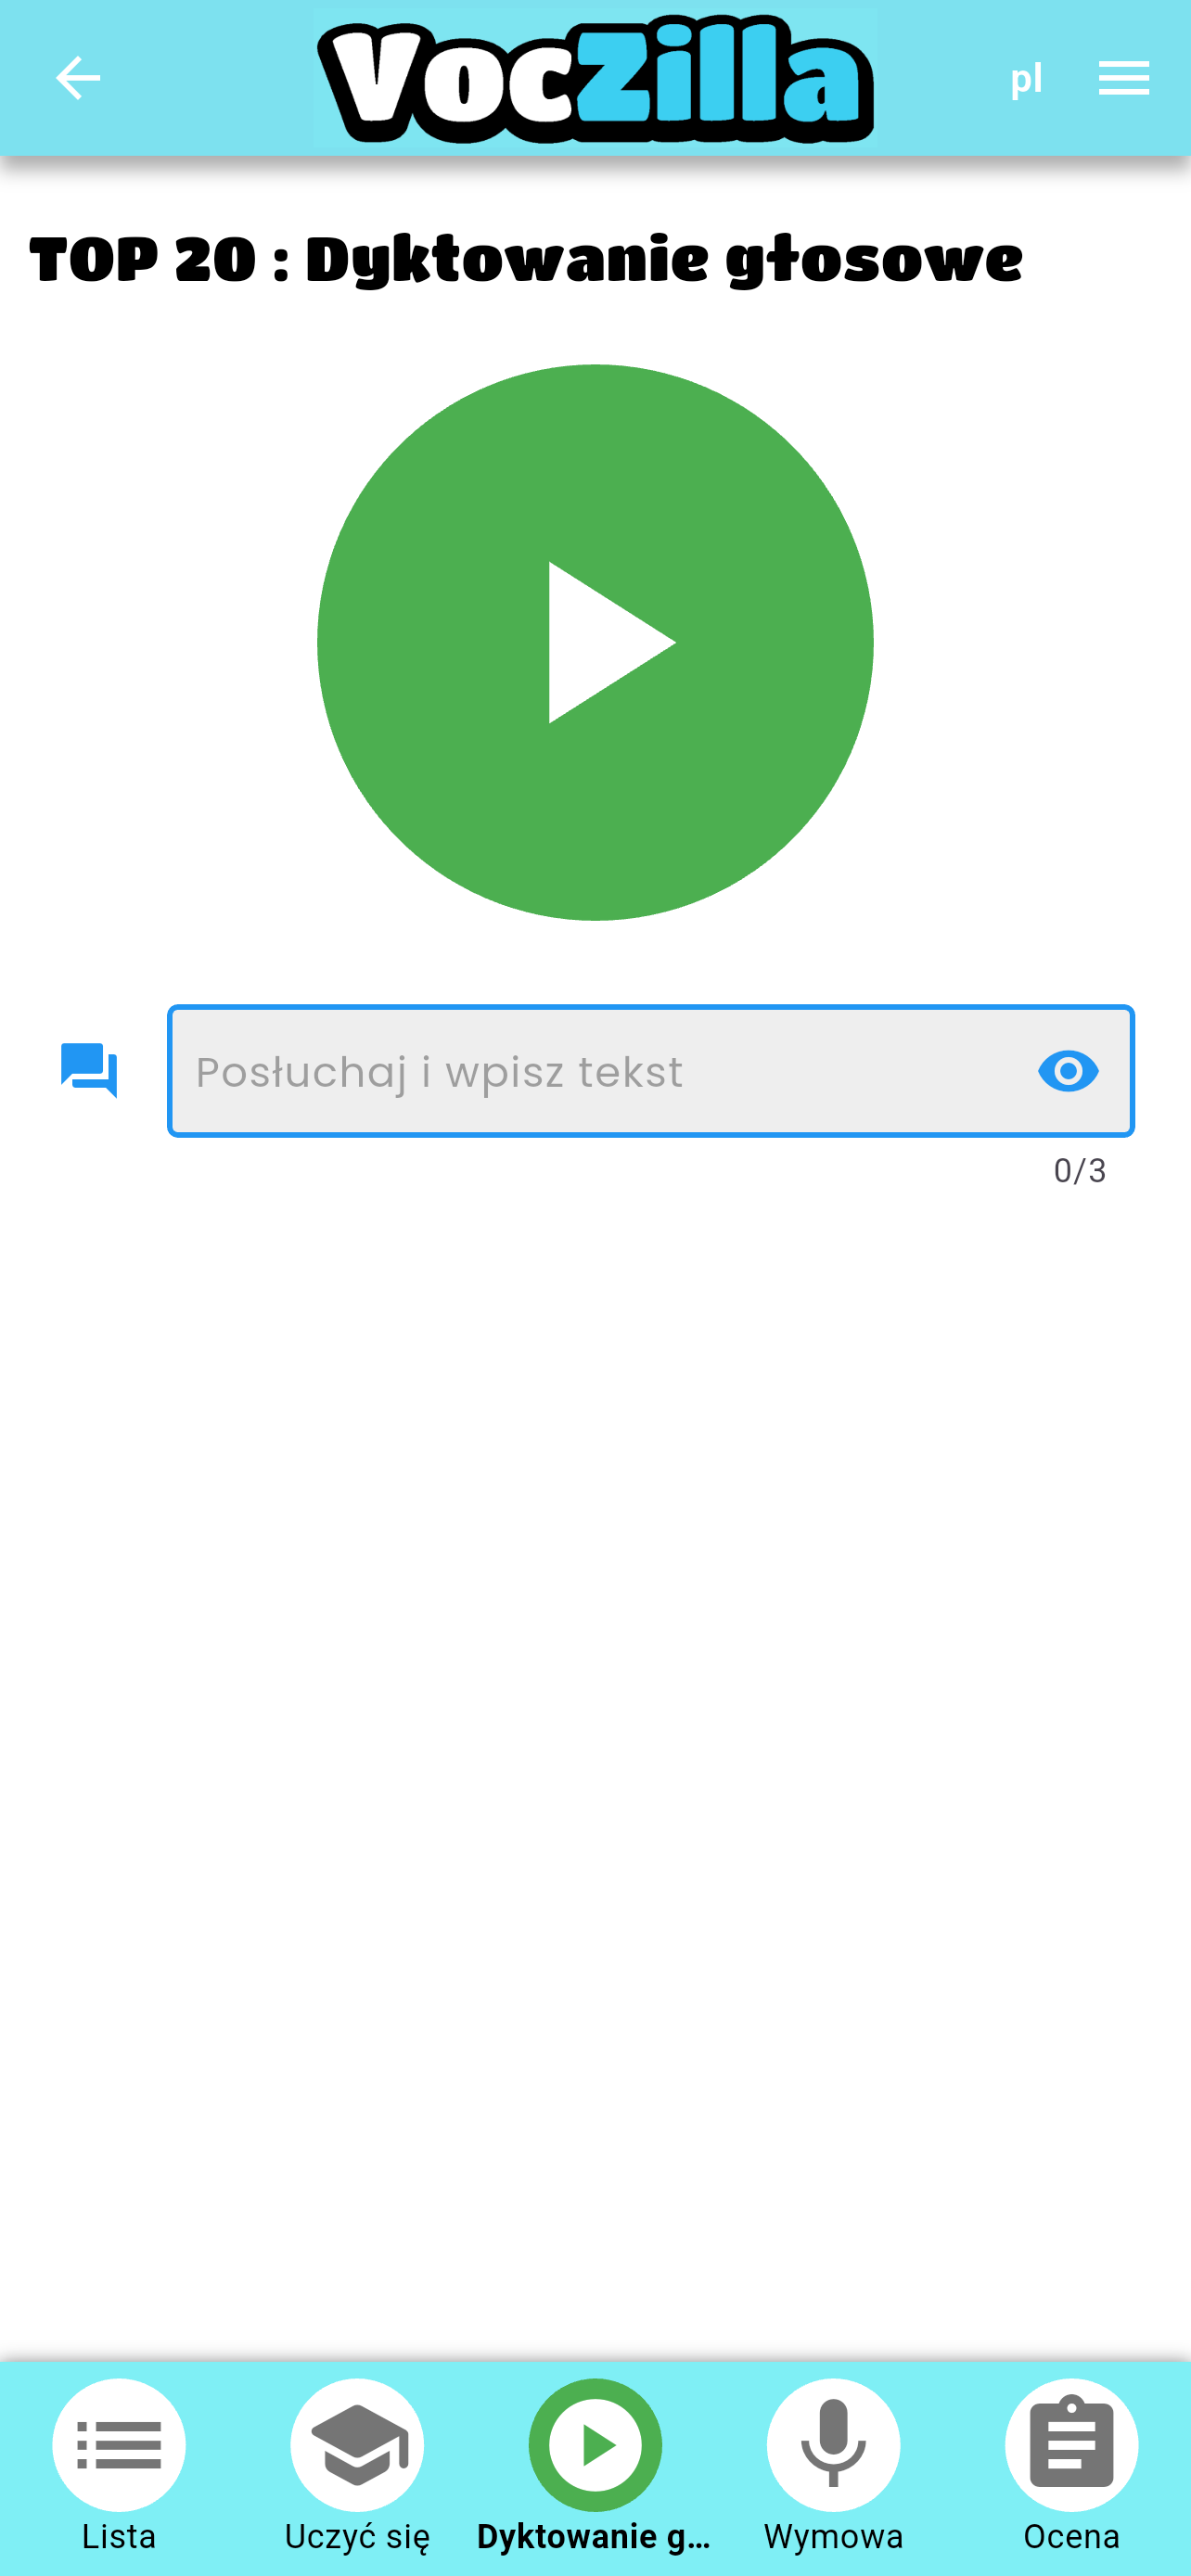 VocZilla
pl
TOP 20 : Dyktowanie głosowe
Posłuchaj i wpisz tekst
0/3
Lista
Uczyć się
Dyktowanie g...
Wymowa
Ocena